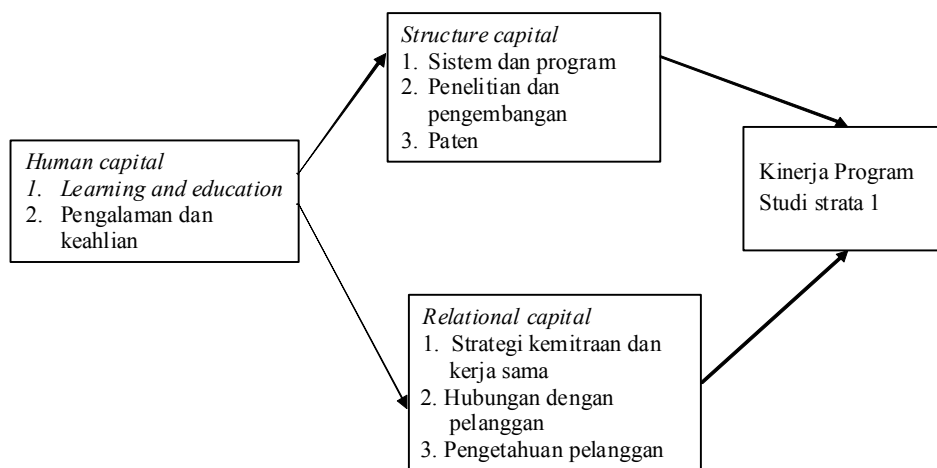 Structure capital
1. Sistem dan program
2. Penelitian dan
pengembangan
3. Paten
Human capital
1. Learning and education
2. Pengalaman dan
keahlian
Kinerja Program
Studi strata 1
Relational capital
1. Strategi kemitraan dan
kerja sama
2. Hubungan dengan
pelanggan
3. Pengetahuan pelanggan